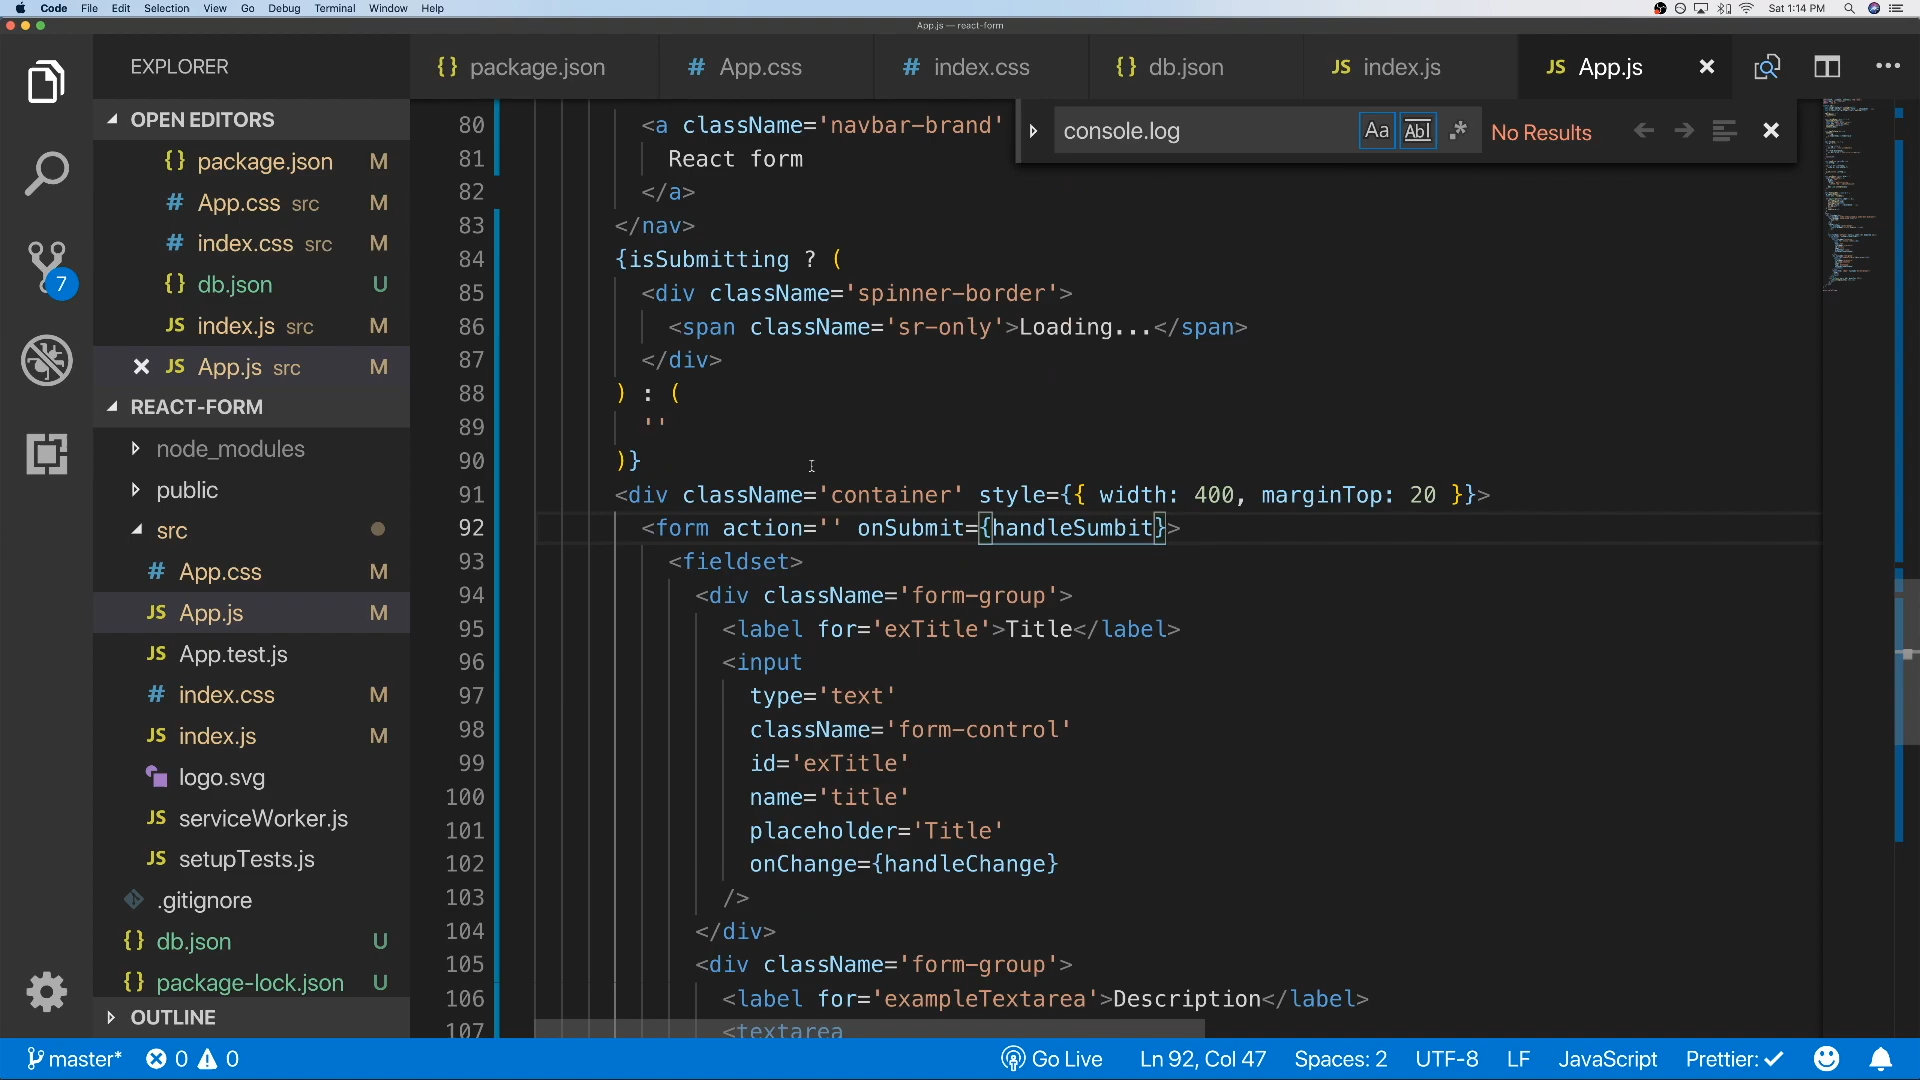 Code File Edit Selection View Go Debug Terminal Window Help
Sat 1:14 PM
App.js — react-form
EXPLORER
{} package.json
# App.css
# index.css
{} db.json
JS index.js
JS App.js
console.log
Aa
Abl
.*
No Results
OPEN EDITORS
{} package.json M
# App.css src M
# index.css src M
{} db.json U
JS index.js src M
JS App.js src M
REACT-FORM
node_modules
public
src
# App.css M
JS App.js M
JS App.test.js
# index.css M
JS index.js M
logo.svg
JS serviceWorker.js
JS setupTests.js
.gitignore
{} db.json U
{} package-lock.json U
OUTLINE
7
80 <a className='navbar-brand'
81 React form
82 </a>
83 </nav>
84 {isSubmitting ? (
85 <div className='spinner-border'>
86 <span className='sr-only'>Loading...</span>
87 </div>
88 ) : (
89 ''
90 )}
91 <div className='container' style={{ width: 400, marginTop: 20 }}>
92 <form action='' onSubmit={handleSumbit}>
93 <fieldset>
94 <div className='form-group'>
95 <label for='exTitle'>Title</label>
96 <input
97 type='text'
98 className='form-control'
99 id='exTitle'
100 name='title'
101 placeholder='Title'
102 onChange={handleChange}
103 />
104 </div>
105 <div className='form-group'>
106 <label for='exampleTextarea'>Description</label>
107 <textarea
master* 0 0
Go Live
Ln 92, Col 47
Spaces: 2
UTF-8
LF
JavaScript
Prettier: ✓